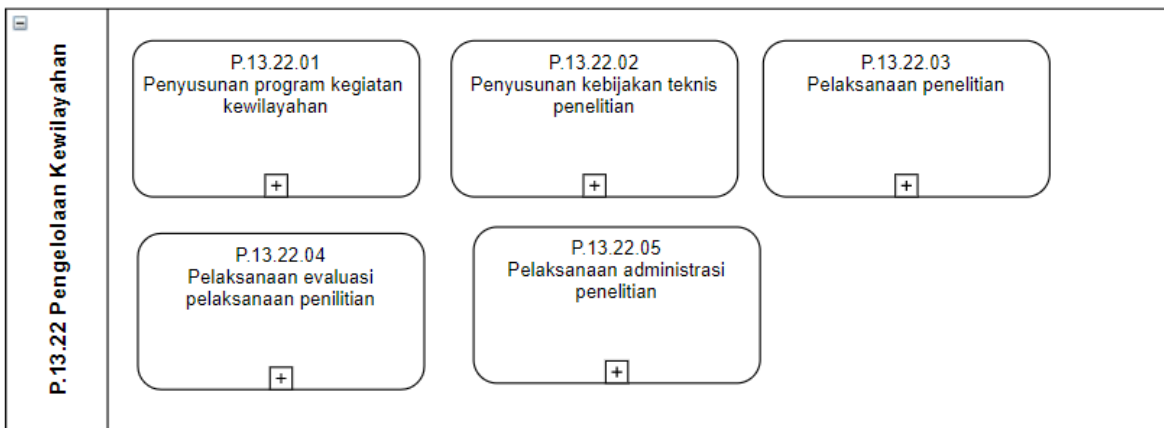 P.13.22 Pengelolaan Kewilayahan
P.13.22.01
Penyusunan program kegiatan
kewilayahan
P.13.22.02
Penyusunan kebijakan teknis
penelitian
P.13.22.03
Pelaksanaan penelitian
P.13.22.04
Pelaksanaan evaluasi
pelaksanaan penilitian
P.13.22.05
Pelaksanaan administrasi
penelitian